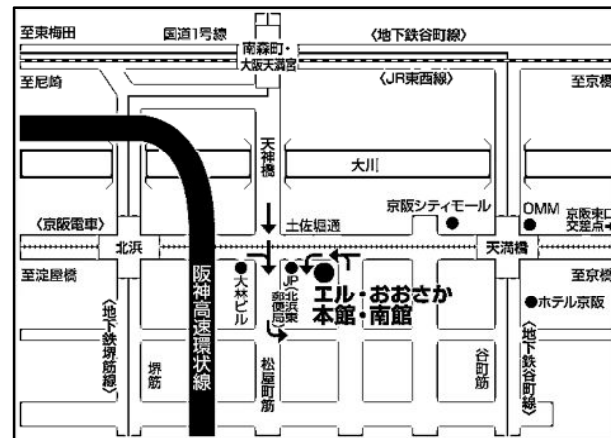 至東梅田
国道1号線
〈地下鉄谷町線〉
南森町・
大阪天満宮
至尼崎
〈JR東西線〉
至京橋
天神橋
大川
京阪シティモール
OMM
京阪東口
交差点
〈京阪電車〉
土佐堀通
北浜
天満橋
至淀屋橋
至京橋
大林ビル
JP(北浜東
郵便局)
エル・おおさか
本館・南館
ホテル京阪
阪神高速環状線
〈地下鉄堺筋線〉
堺筋
松屋町筋
谷町筋
〈地下鉄谷町線〉